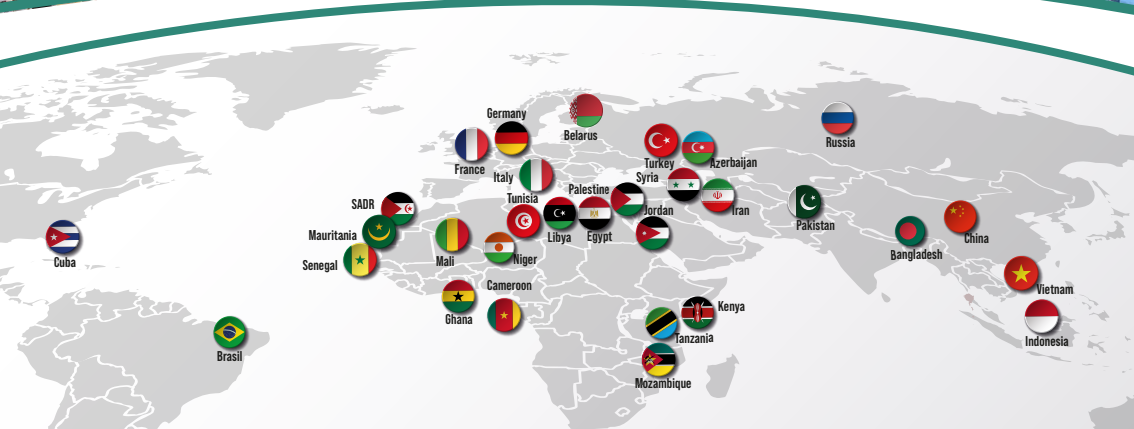 Germany
Belarus
Russia
France
Turkey
Azerbaijan
Italy
Syria
Tunisia
Palestine
SADR
Jordan
Iran
Pakistan
Mauritania
Libya
Egypt
China
Cuba
Senegal
Mali
Niger
Bangladesh
Cameroon
Vietnam
Ghana
Kenya
Tanzania
Indonesia
Brasil
Mozambique